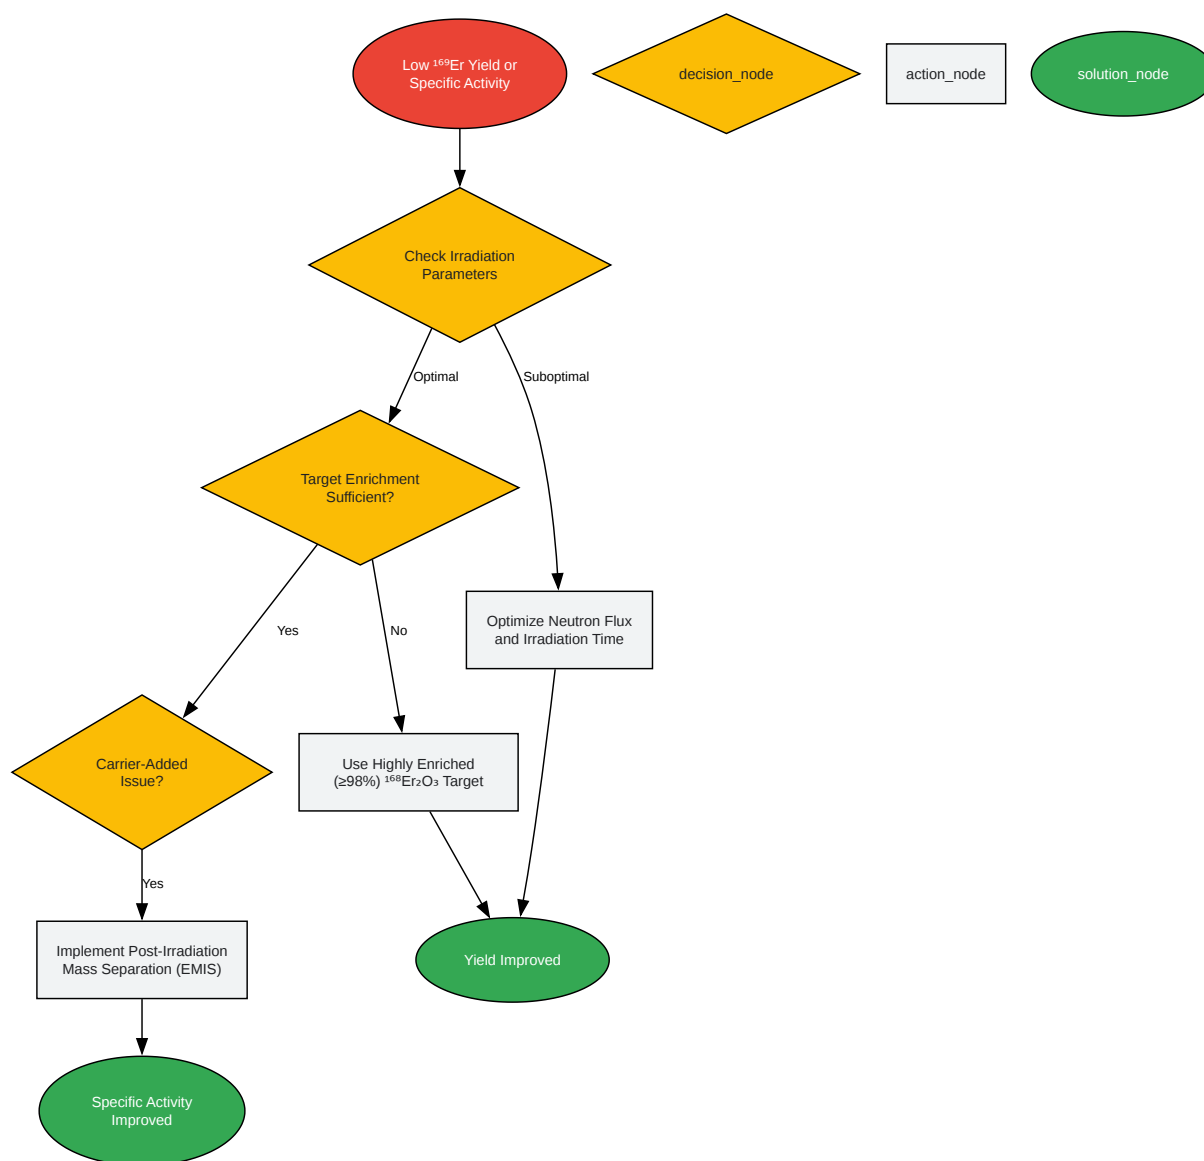 Low ¹⁶⁹Er Yield or
Specific Activity
decision_node
action_node
solution_node
Check Irradiation
Parameters
Optimal
Suboptimal
Target Enrichment
Sufficient?
Yes
No
Optimize Neutron Flux
and Irradiation Time
Carrier-Added
Issue?
Use Highly Enriched
(≥98%) ¹⁶⁸Er₂O₃ Target
Yes
Implement Post-Irradiation
Mass Separation (EMIS)
Yield Improved
Specific Activity
Improved